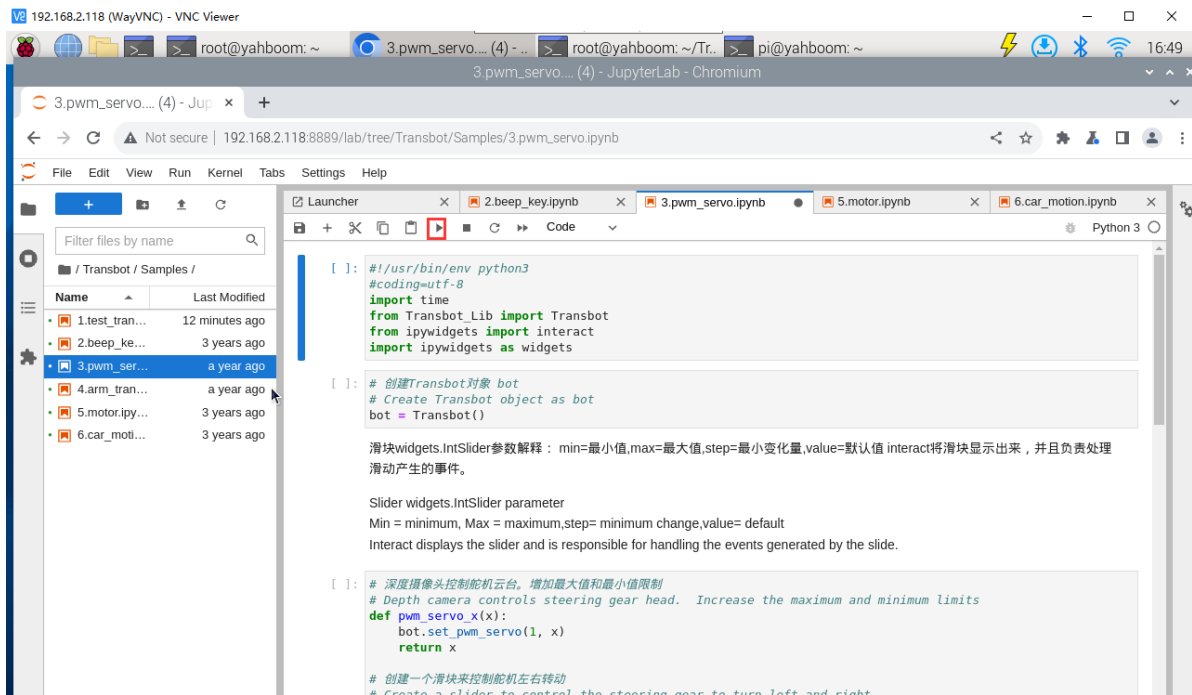 192.168.2.118 (WayVNC) - VNC Viewer
root@yahboom: ~
3.pwm_servo.... (4) - ..
root@yahboom: ~/Tr..
pi@yahboom: ~
16:49
3.pwm_servo.... (4) - JupyterLab - Chromium
3.pwm_servo.... (4) - Jup
Not secure | 192.168.2.118:8889/lab/tree/Transbot/Samples/3.pwm_servo.ipynb
File Edit View Run Kernel Tabs Settings Help
Launcher
2.beep_key.ipynb
3.pwm_servo.ipynb
5.motor.ipynb
6.car_motion.ipynb
Code
Python 3
Filter files by name
/ Transbot / Samples /
Name Last Modified
1.test_tran... 12 minutes ago
2.beep_ke... 3 years ago
3.pwm_ser... a year ago
4.arm_tran... a year ago
5.motor.ipy... 3 years ago
6.car_moti... 3 years ago
[ ]: #!/usr/bin/env python3
#coding=utf-8
import time
from Transbot_Lib import Transbot
from ipywidgets import interact
import ipywidgets as widgets
[ ]: # 创建Transbot对象 bot
# Create Transbot object as bot
bot = Transbot()
滑块widgets.IntSlider参数解释： min=最小值,max=最大值,step=最小变化量,value=默认值 interact将滑块显示出来，并且负责处理
滑动产生的事件。
Slider widgets.IntSlider parameter
Min = minimum, Max = maximum,step= minimum change,value= default
Interact displays the slider and is responsible for handling the events generated by the slide.
[ ]: # 深度摄像头控制舵机云台。增加最大值和最小值限制
# Depth camera controls steering gear head.  Increase the maximum and minimum limits
def pwm_servo_x(x):
    bot.set_pwm_servo(1, x)
    return x
# 创建一个滑块来控制舵机左右转动
# Create a slider to control the steering gear to turn left and right